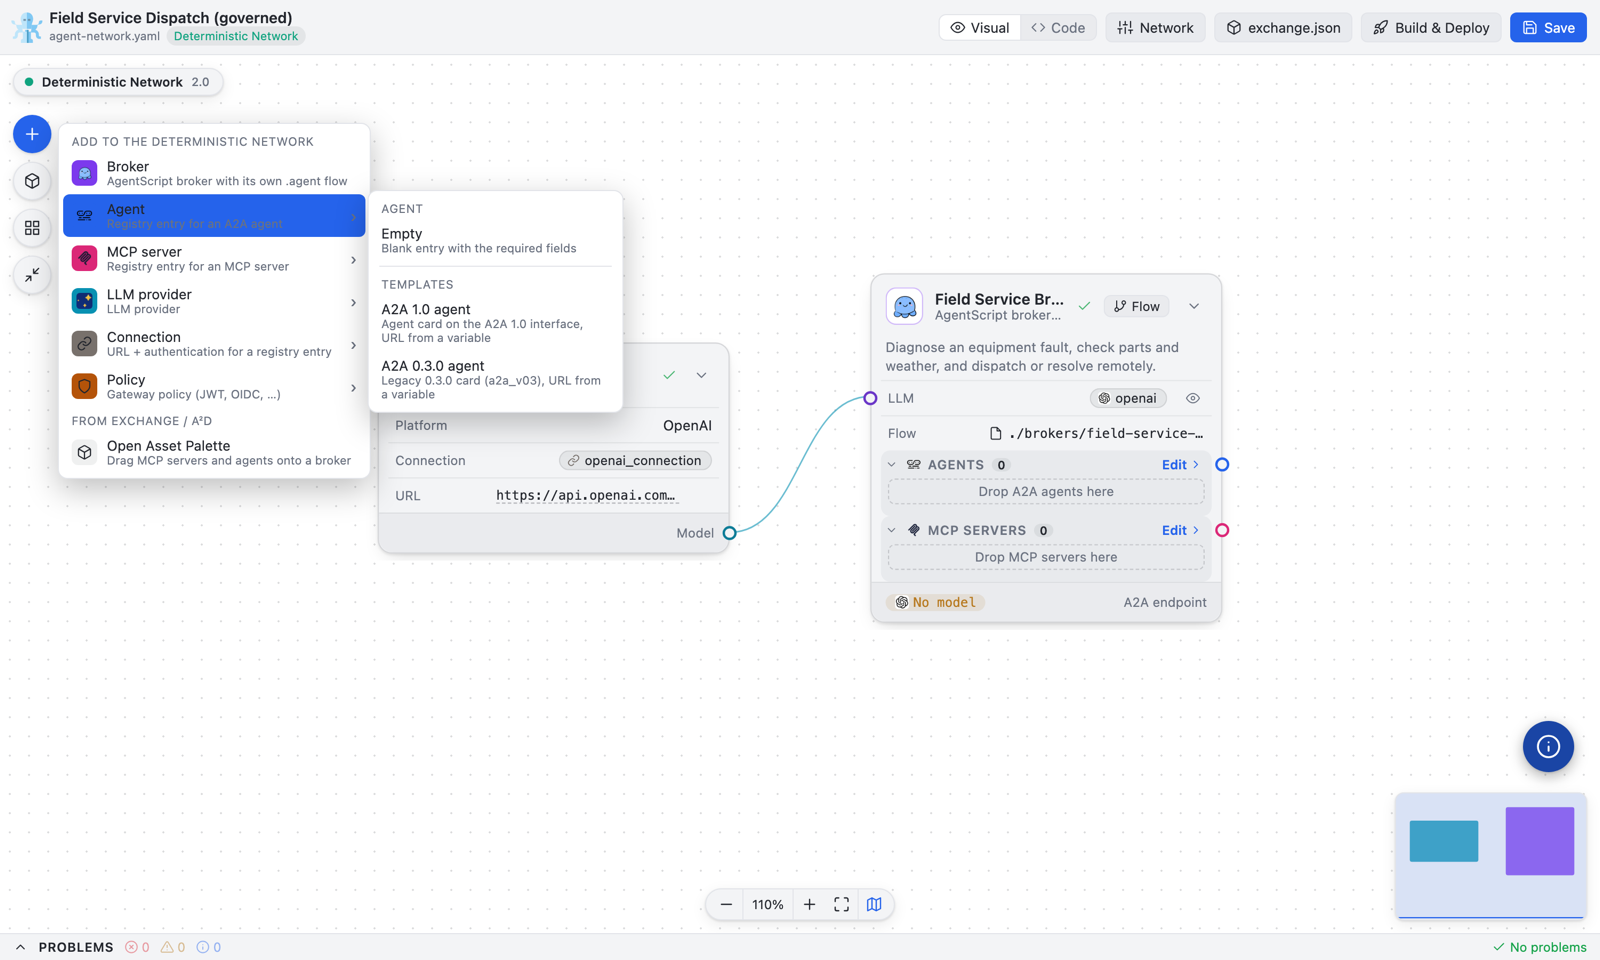 Field Service Dispatch (governed)
agent-network.yaml Deterministic Network
Visual
Code
Network
exchange.json
Build & Deploy
Save
Deterministic Network 2.0
ADD TO THE DETERMINISTIC NETWORK
Broker
AgentScript broker with its own .agent flow
Agent
Registry entry for an A2A agent
MCP server
Registry entry for an MCP server
LLM provider
LLM provider
Connection
URL + authentication for a registry entry
Policy
Gateway policy (JWT, OIDC, ...)
FROM EXCHANGE / A²D
Open Asset Palette
Drag MCP servers and agents onto a broker
AGENT
Empty
Blank entry with the required fields
TEMPLATES
A2A 1.0 agent
Agent card on the A2A 1.0 interface,
URL from a variable
A2A 0.3.0 agent
Legacy 0.3.0 card (a2a_v03), URL from
a variable
Platform OpenAI
Connection openai_connection
URL https://api.openai.com…
Model
Field Service Br...
AgentScript broker...
Flow
Diagnose an equipment fault, check parts and
weather, and dispatch or resolve remotely.
LLM openai
Flow ./brokers/field-service-…
AGENTS 0 Edit
Drop A2A agents here
MCP SERVERS 0 Edit
Drop MCP servers here
No model A2A endpoint
110%
PROBLEMS 0 0 0
No problems